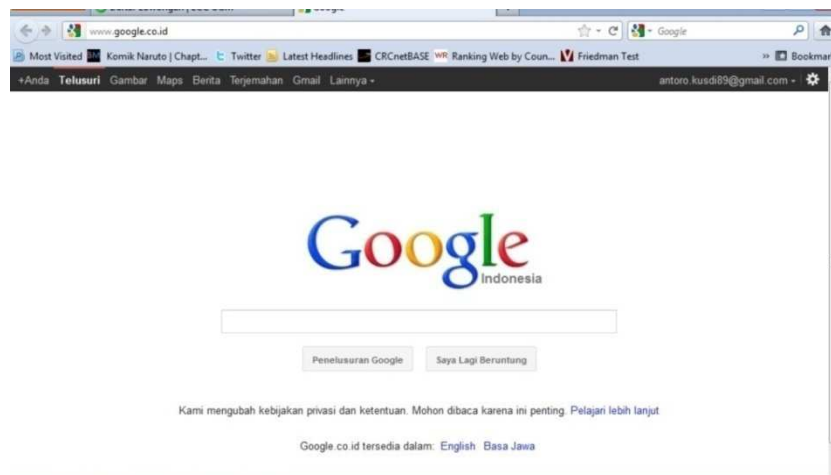 www.google.co.id
Google
Most Visited Komik Naruto | Chapt... Twitter Latest Headlines CRCnetBASE WR Ranking Web by Coun... Friedman Test Bookmar
+Anda Telusuri Gambar Maps Berita Terjemahan Gmail Lainnya antoro.kusdi89@gmail.com
Google
Indonesia
Penelusuran Google Saya Lagi Beruntung
Kami mengubah kebijakan privasi dan ketentuan. Mohon dibaca karena ini penting. Pelajari lebih lanjut
Google.co.id tersedia dalam: English Basa Jawa